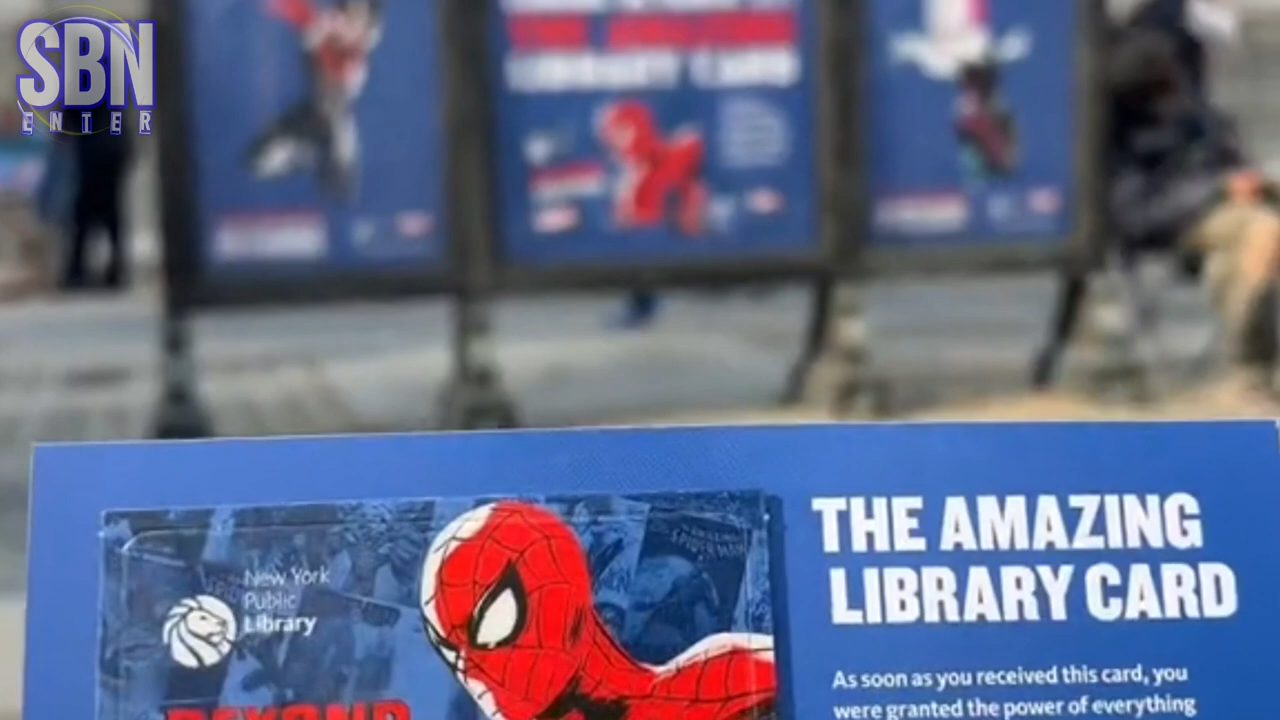 SBN
ENTER
LIBRARY CARD
New York
Public
Library
BEYOND
THE AMAZING
LIBRARY CARD
As soon as you received this card, you
were granted the power of everything